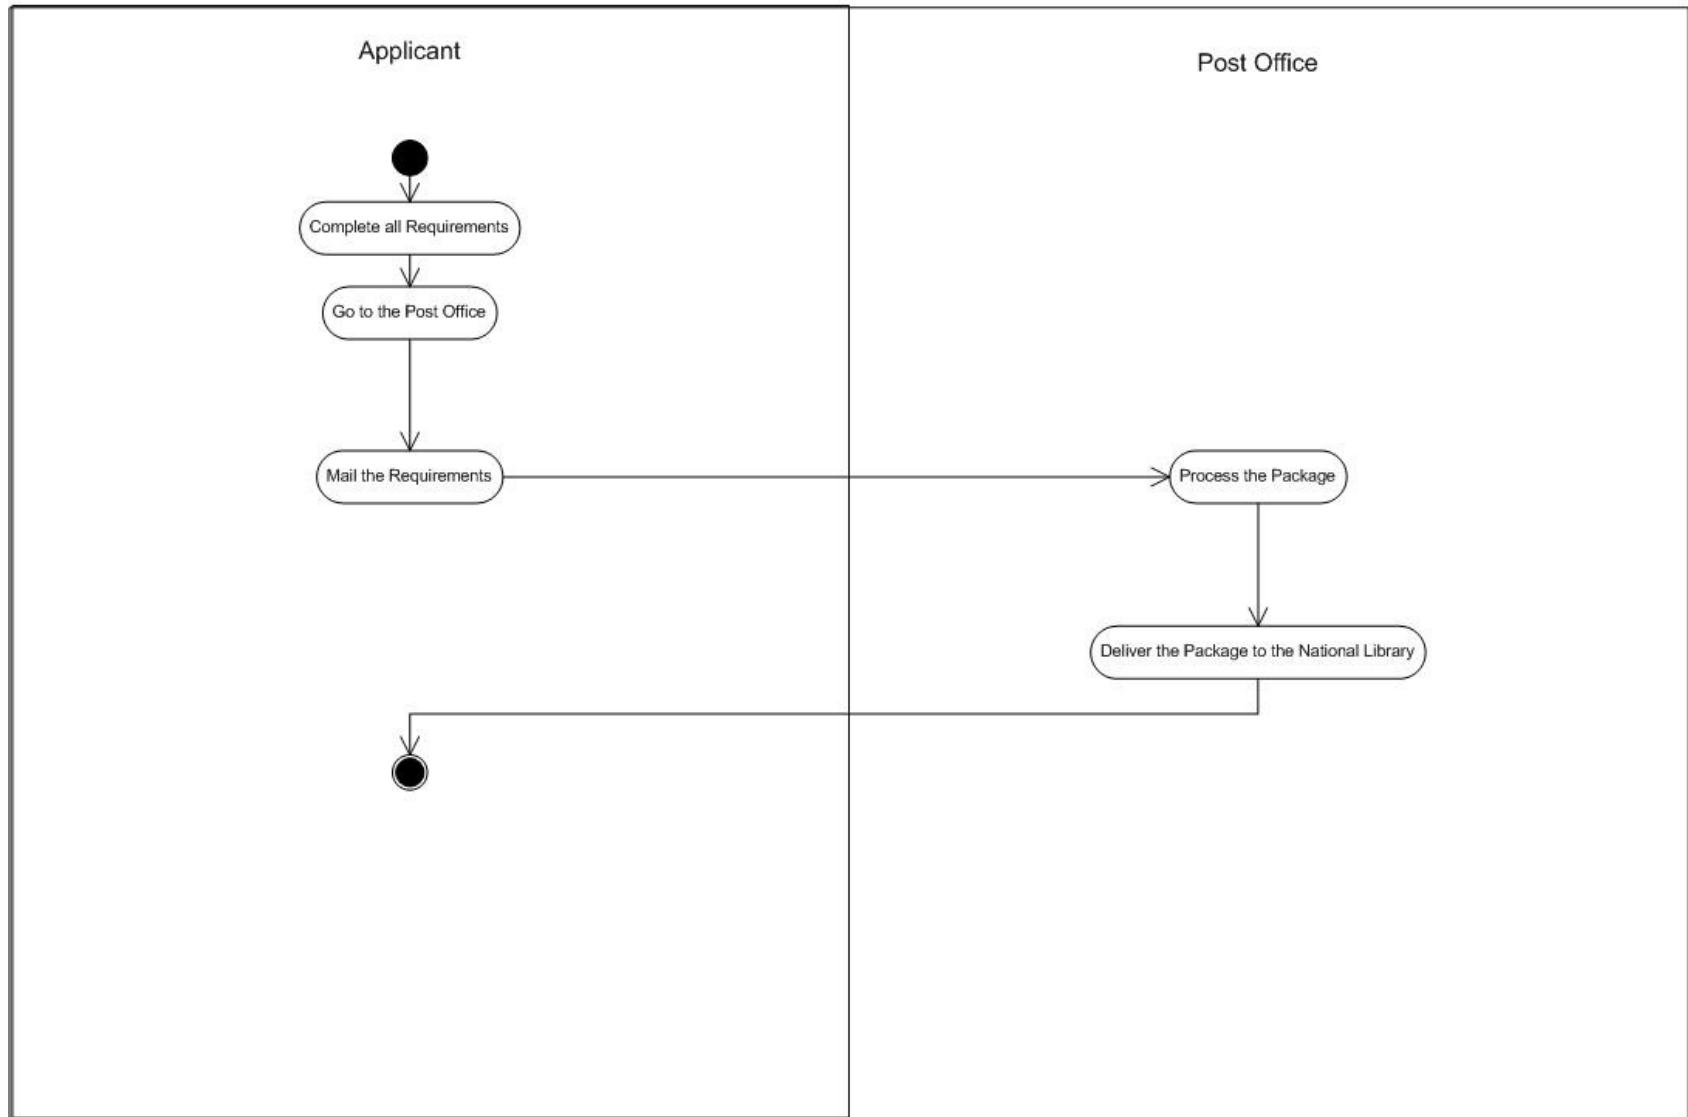 Applicant
Post Office
Complete all Requirements
Go to the Post Office
Mail the Requirements
Process the Package
Deliver the Package to the National Library